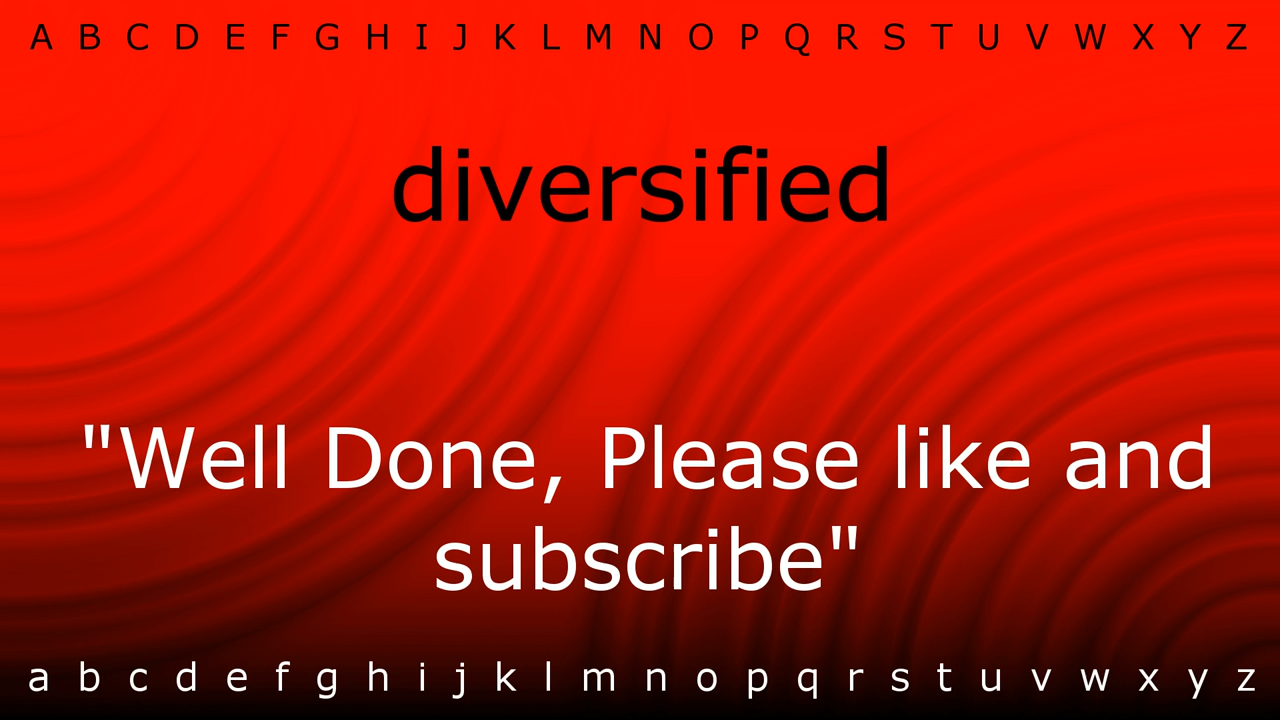 A B C D E F G H I J K L M N O P Q R S T U V W X Y Z
diversified
"Well Done, Please like and
subscribe"
a b c d e f g h i j k l m n o p q r s t u v w x y z